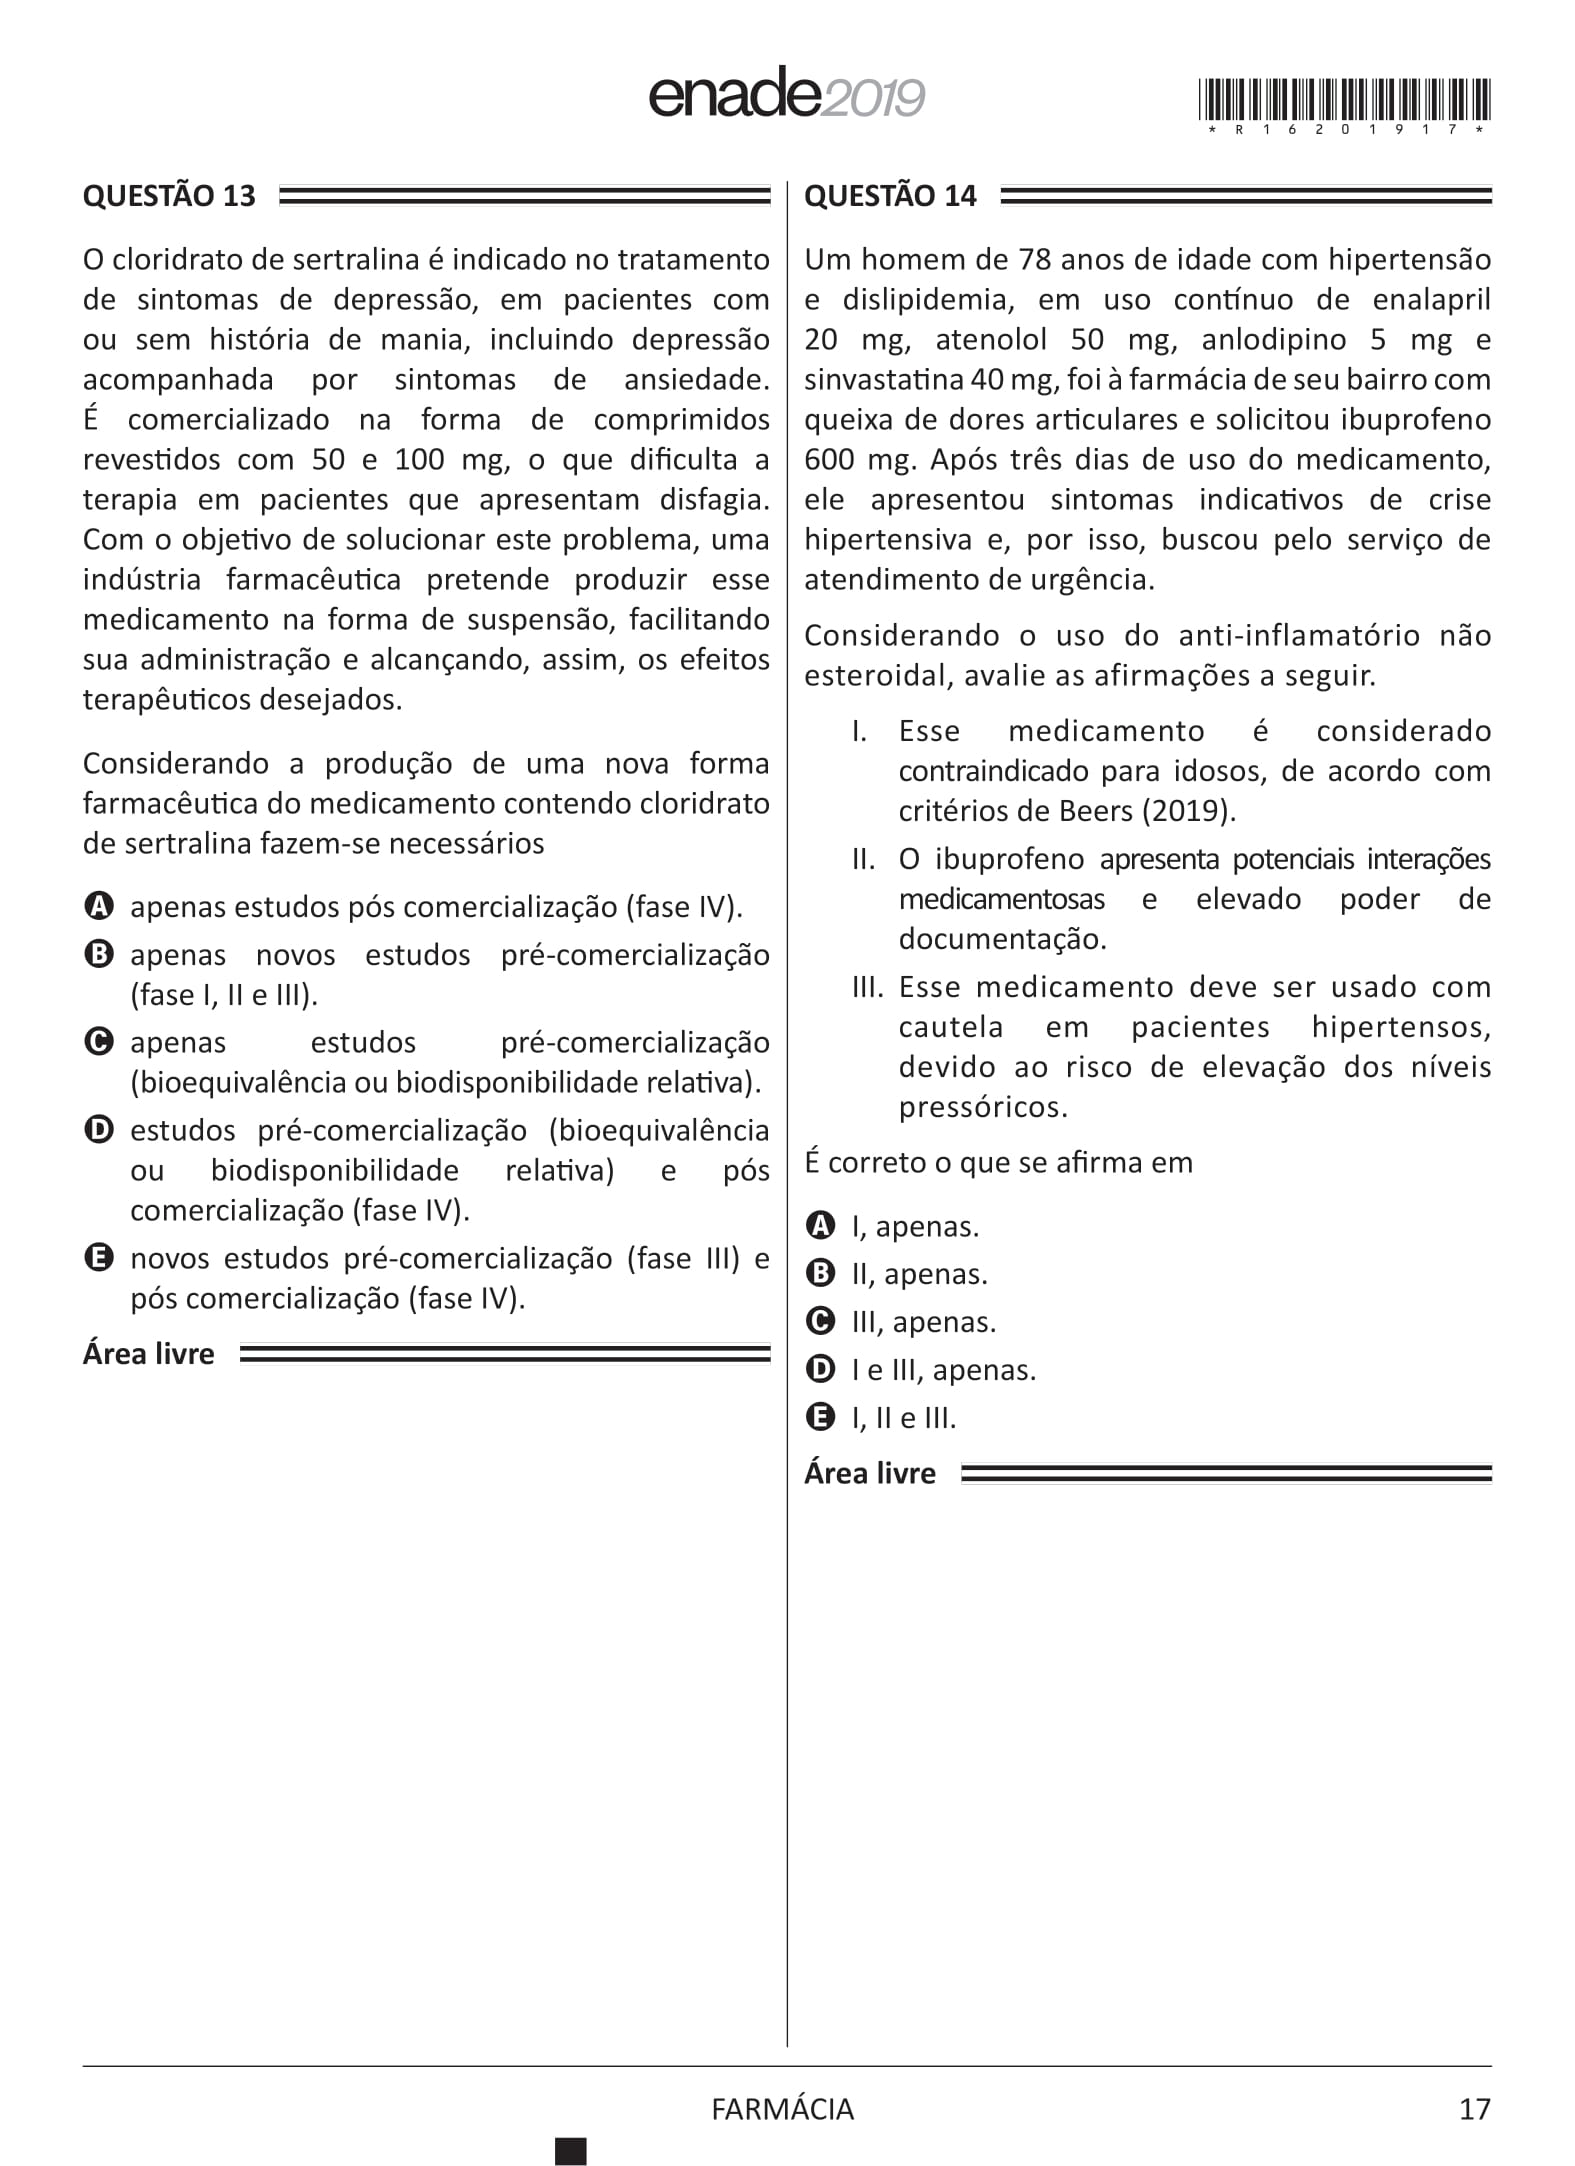 enade2019
*R16201917*
QUESTÃO 13
O cloridrato de sertralina é indicado no tratamento
de sintomas de depressão, em pacientes com
ou sem história de mania, incluindo depressão
acompanhada por sintomas de ansiedade.
É comercializado na forma de comprimidos
revestidos com 50 e 100 mg, o que dificulta a
terapia em pacientes que apresentam disfagia.
Com o objetivo de solucionar este problema, uma
indústria farmacêutica pretende produzir esse
medicamento na forma de suspensão, facilitando
sua administração e alcançando, assim, os efeitos
terapêuticos desejados.
Considerando a produção de uma nova forma
farmacêutica do medicamento contendo cloridrato
de sertralina fazem-se necessários
A apenas estudos pós comercialização (fase IV).
B apenas novos estudos pré-comercialização
(fase I, II e III).
C apenas estudos pré-comercialização
(bioequivalência ou biodisponibilidade relativa).
D estudos pré-comercialização (bioequivalência
ou biodisponibilidade relativa) e pós
comercialização (fase IV).
E novos estudos pré-comercialização (fase III) e
pós comercialização (fase IV).
Área livre
QUESTÃO 14
Um homem de 78 anos de idade com hipertensão
e dislipidemia, em uso contínuo de enalapril
20 mg, atenolol 50 mg, anlodipino 5 mg e
sinvastatina 40 mg, foi à farmácia de seu bairro com
queixa de dores articulares e solicitou ibuprofeno
600 mg. Após três dias de uso do medicamento,
ele apresentou sintomas indicativos de crise
hipertensiva e, por isso, buscou pelo serviço de
atendimento de urgência.
Considerando o uso do anti-inflamatório não
esteroidal, avalie as afirmações a seguir.
I. Esse medicamento é considerado
contraindicado para idosos, de acordo com
critérios de Beers (2019).
II. O ibuprofeno apresenta potenciais interações
medicamentosas e elevado poder de
documentação.
III. Esse medicamento deve ser usado com
cautela em pacientes hipertensos,
devido ao risco de elevação dos níveis
pressóricos.
É correto o que se afirma em
A I, apenas.
B II, apenas.
C III, apenas.
D I e III, apenas.
E I, II e III.
Área livre
FARMÁCIA
17